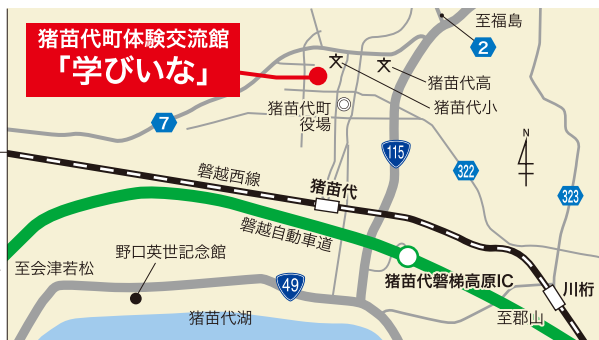 猪苗代町体験交流館
「学びいな」
至福島
2
文
文
猪苗代高
猪苗代小
猪苗代町
役場
7
115
N
322
323
磐越西線
猪苗代
磐越自動車道
野口英世記念館
至会津若松
49
猪苗代磐梯高原IC
川桁
猪苗代湖
至郡山